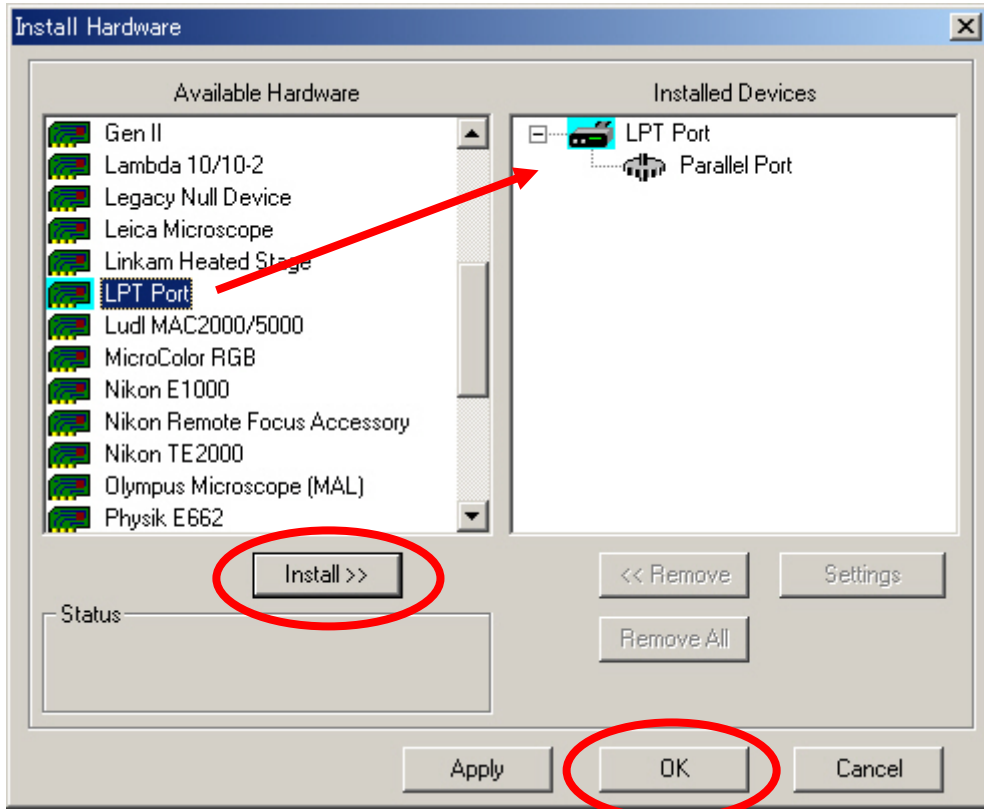 Install Hardware
Available Hardware
Gen II
Lambda 10/10-2
Legacy Null Device
Leica Microscope
Linkam Heated Stage
LPT Port
Ludl MAC2000/5000
MicroColor RGB
Nikon E1000
Nikon Remote Focus Accessory
Nikon TE2000
Olympus Microscope (MAL)
Physik E662
Installed Devices
LPT Port
Parallel Port
Install >>
<< Remove
Settings
Status
Remove All
Apply
OK
Cancel